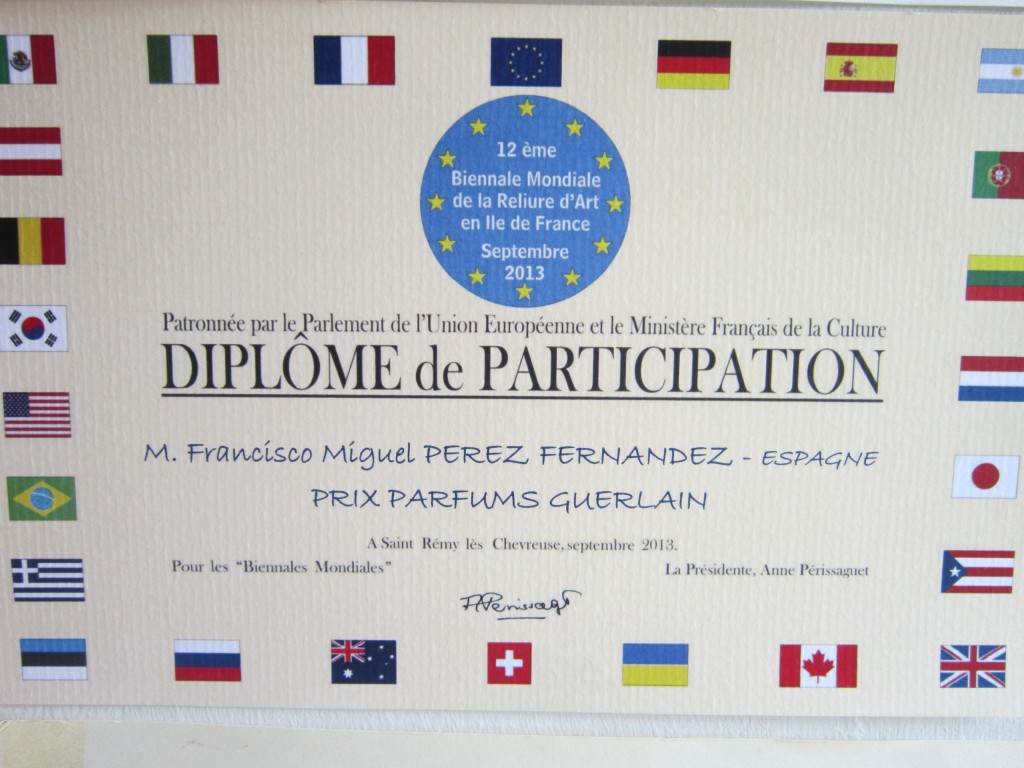 12 ème
Biennale Mondiale
de la Reliure d'Art
en Ile de France
Septembre
2013
Patronnée par le Parlement de l'Union Européenne et le Ministère Français de la Culture
DIPLÔME de PARTICIPATION
M. Francisco Miguel PEREZ FERNANDEZ - ESPAGNE
PRIX PARFUMS GUERLAIN
A Saint Rémy lès Chevreuse, septembre 2013.
Pour les "Biennales Mondiales"
La Présidente, Anne Périssaguet